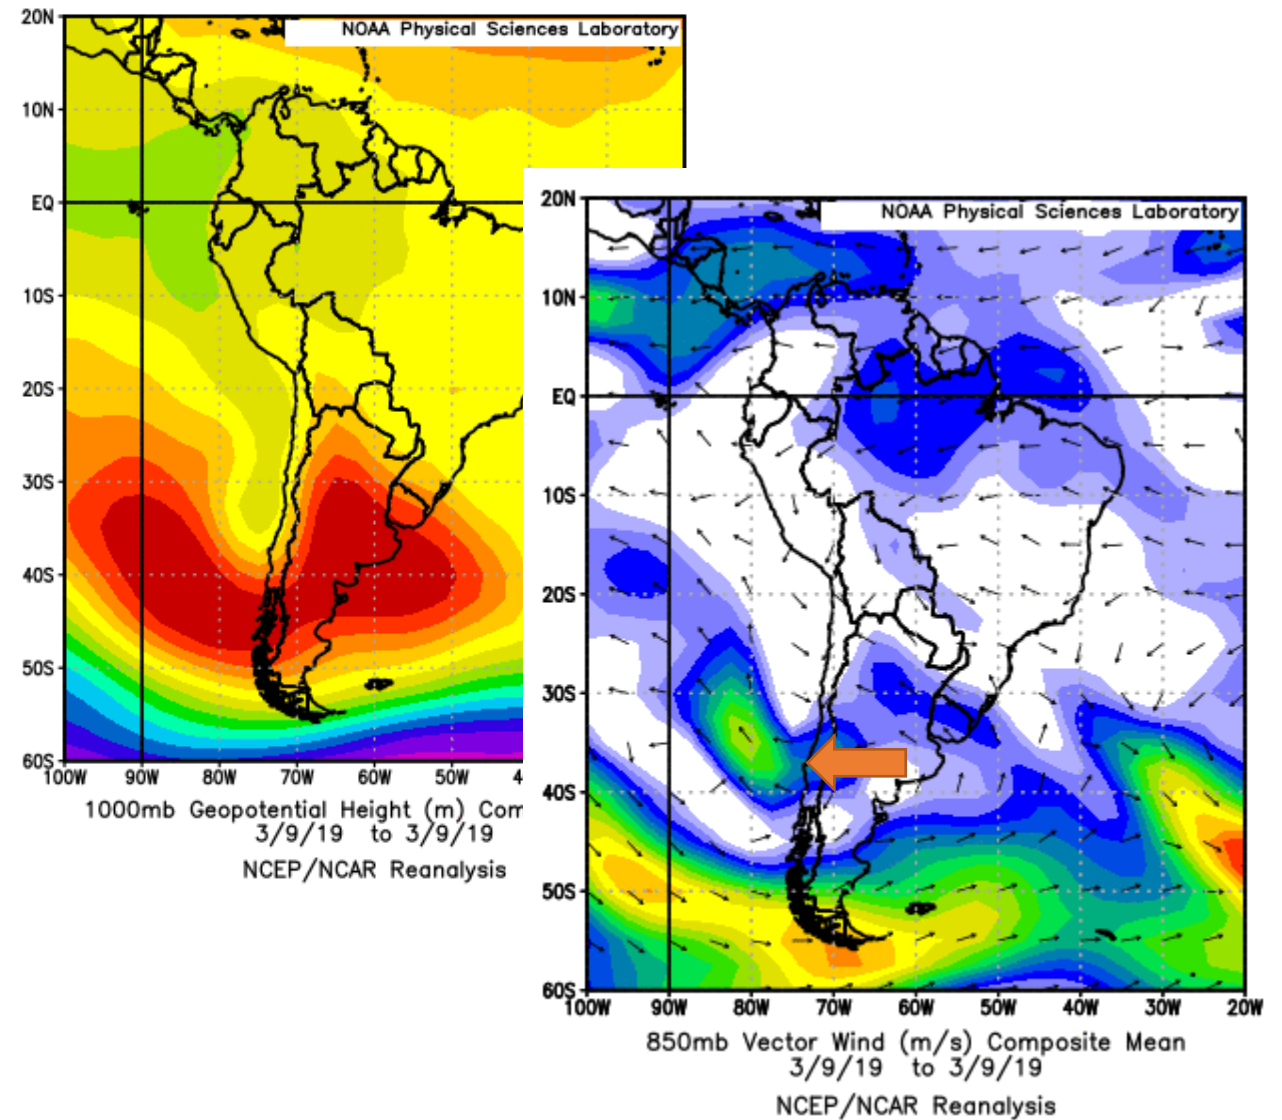 20N
NOAA Physical Sciences Laboratory
10N
EQ
10S
20S
30S
40S
50S
60S
100W 90W 80W 70W 60W 50W 4
1000mb Geopotential Height (m) Com
3/9/19 to 3/9/19
NCEP/NCAR Reanalysis
20N
NOAA Physical Sciences Laboratory
10N
EQ
10S
20S
30S
40S
50S
60S
100W 90W 80W 70W 60W 50W 40W 30W 20W
850mb Vector Wind (m/s) Composite Mean
3/9/19 to 3/9/19
NCEP/NCAR Reanalysis